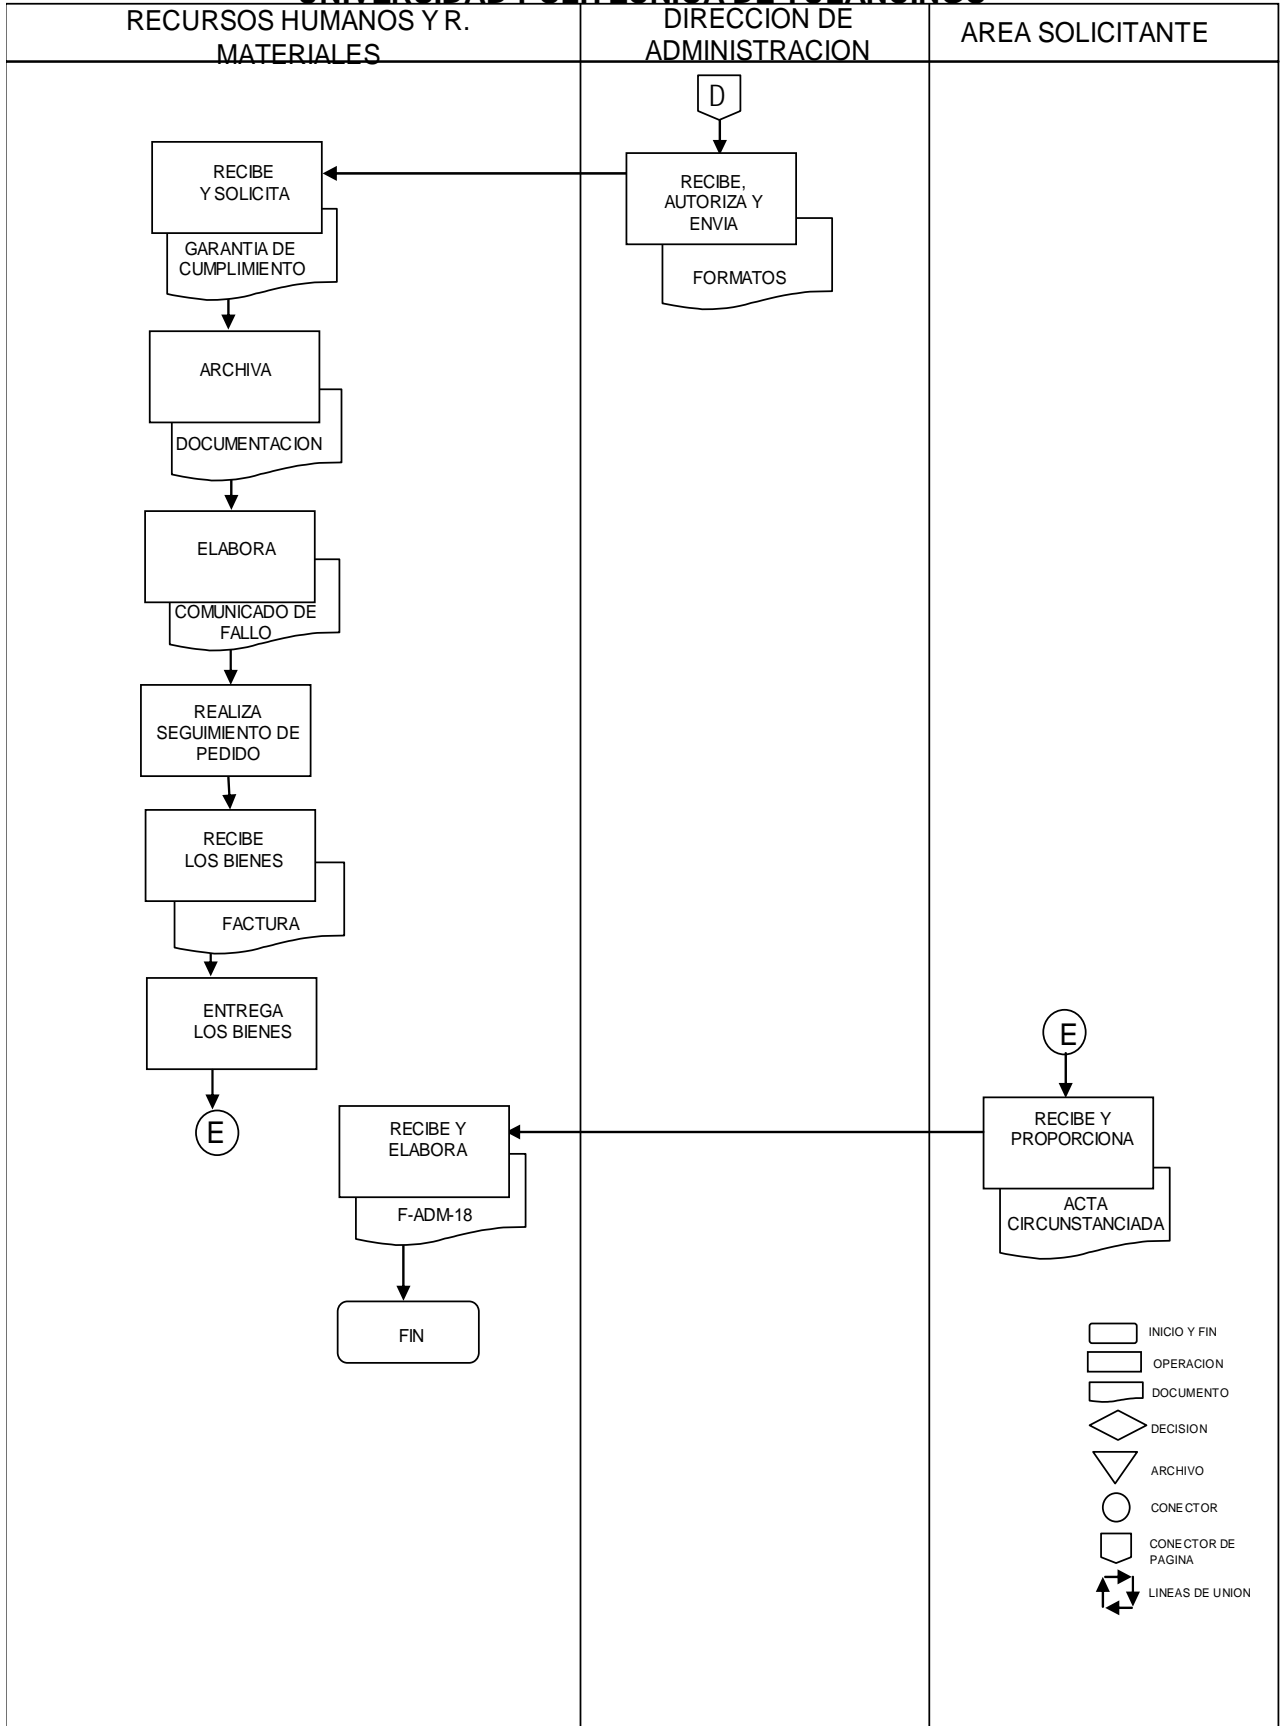 RECURSOS HUMANOS Y R.
MATERIALES
DIRECCION DE
ADMINISTRACION
AREA SOLICITANTE
D
RECIBE,
AUTORIZA Y
ENVIA
FORMATOS
RECIBE
Y SOLICITA
GARANTIA DE
CUMPLIMIENTO
ARCHIVA
DOCUMENTACION
ELABORA
COMUNICADO DE
FALLO
REALIZA
SEGUIMIENTO DE
PEDIDO
RECIBE
LOS BIENES
FACTURA
ENTREGA
LOS BIENES
E
E
RECIBE Y
PROPORCIONA
ACTA
CIRCUNSTANCIADA
RECIBE Y
ELABORA
F-ADM-18
FIN
INICIO Y FIN
OPERACION
DOCUMENTO
DECISION
ARCHIVO
CONECTOR
CONECTOR DE
PAGINA
LINEAS DE UNION